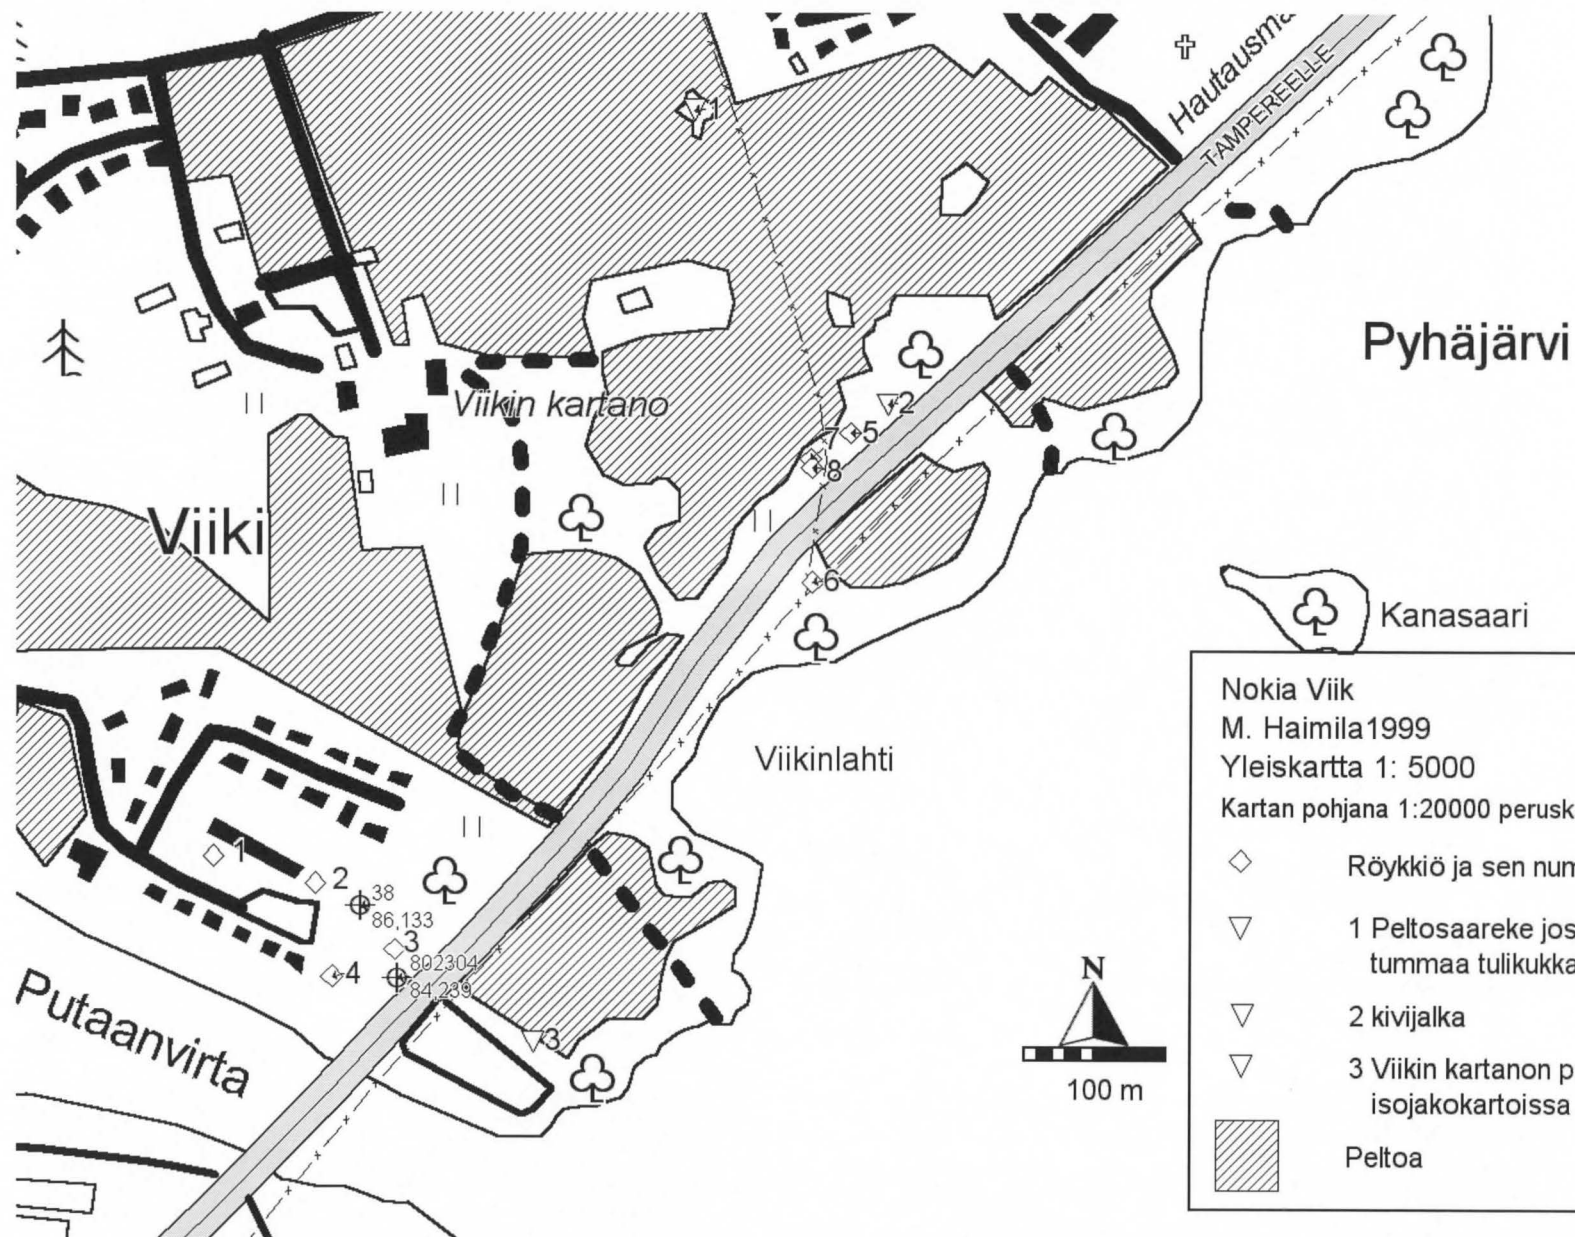 Hautausma
TAMPEREELLE
1
Pyhäjärvi
Viikin kartano
2
5
7
8
Viiki
6
Kanasaari
Viikinlahti
1
2
38
86,133
3
802304
84,239
4
3
Putaanvirta
N
100 m
Nokia Viik
M. Haimila1999
Yleiskartta 1: 5000
Kartan pohjana 1:20000 perusk
Röykkiö ja sen num
1 Peltosaareke jos
tummaa tulikukka
2 kivijalka
3 Viikin kartanon p
isojakokartoissa
Peltoa